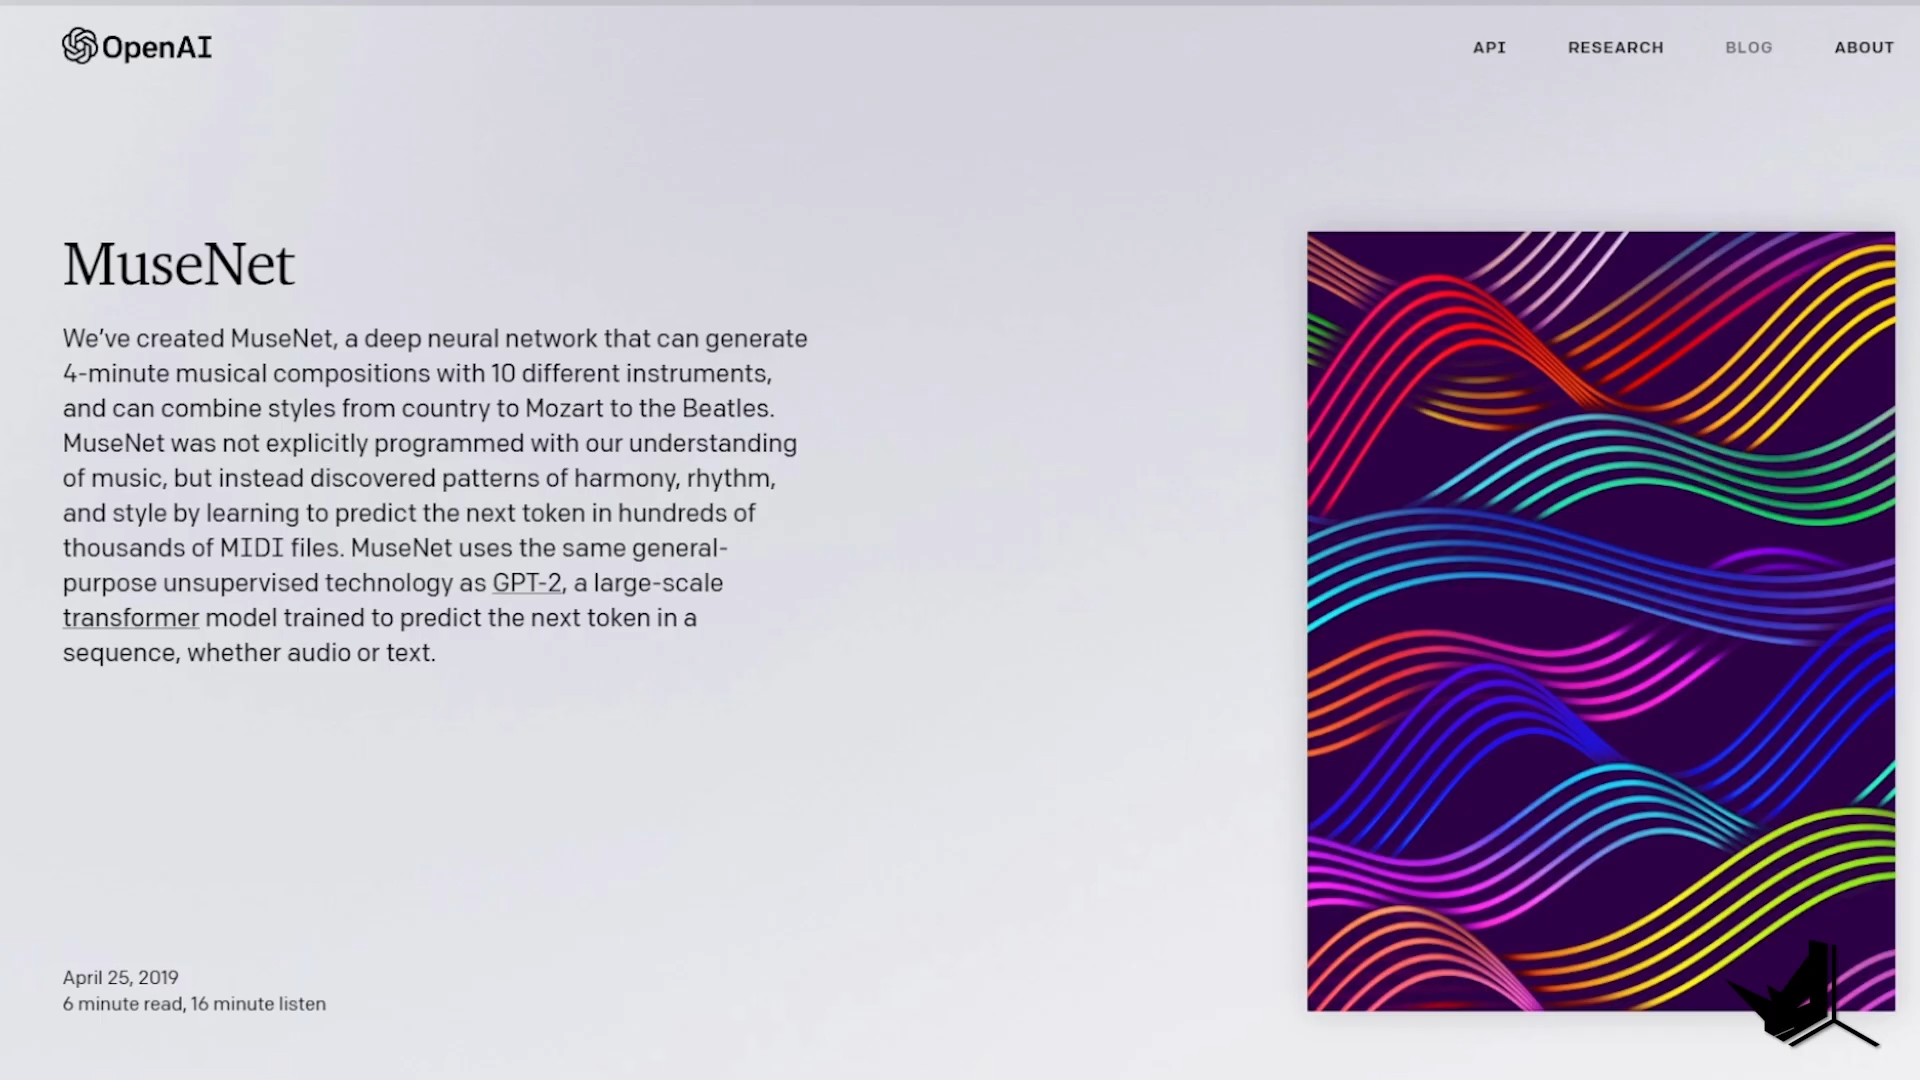 OpenAI
API RESEARCH BLOG ABOUT
MuseNet
We’ve created MuseNet, a deep neural network that can generate
4-minute musical compositions with 10 different instruments,
and can combine styles from country to Mozart to the Beatles.
MuseNet was not explicitly programmed with our understanding
of music, but instead discovered patterns of harmony, rhythm,
and style by learning to predict the next token in hundreds of
thousands of MIDI files. MuseNet uses the same general-
purpose unsupervised technology as GPT-2, a large-scale
transformer model trained to predict the next token in a
sequence, whether audio or text.
April 25, 2019
6 minute read, 16 minute listen